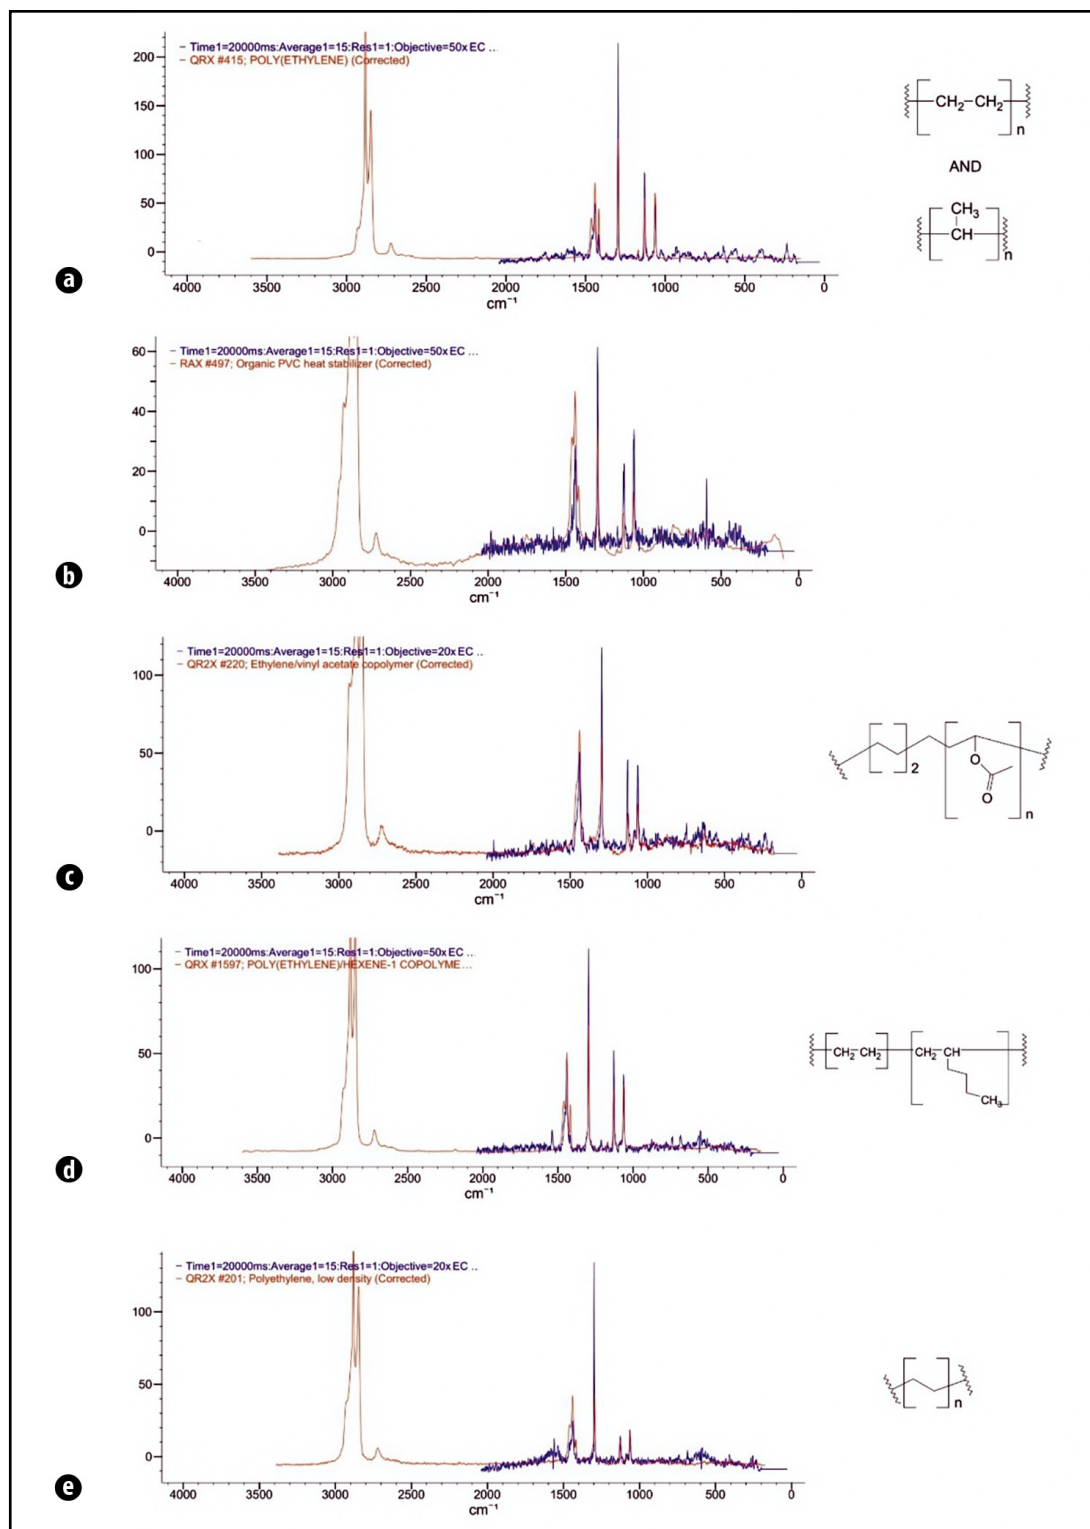 Time1=20000ms:Average1=15:Res1=1:Objective=50x EC ...
QRX #415; POLY(ETHYLENE) (Corrected)
200
150
100
50
0
4000 3500 3000 2500 2000 1500 1000 500 0
cm⁻¹
CH₂ CH₂
n
AND
CH₃
CH
n
a
Time1=20000ms:Average1=15:Res1=1:Objective=50x EC ...
RAX #497; Organic PVC heat stabilizer (Corrected)
60
40
20
0
4000 3500 3000 2500 2000 1500 1000 500 0
cm⁻¹
b
Time1=20000ms:Average1=15:Res1=1:Objective=20x EC ..
QR2X #220; Ethylene/vinyl acetate copolymer (Corrected)
100
50
0
4000 3500 3000 2500 2000 1500 1000 500 0
cm⁻¹
2
O
O
n
c
Time1=20000ms:Average1=15:Res1=1:Objective=50x EC ...
QRX #1597; POLY(ETHYLENE)/HEXENE-1 COPOLYME...
100
50
0
4000 3500 3000 2500 2000 1500 1000 500 0
cm⁻¹
CH₂ CH₂ CH₂ CH
CH₃
d
Time1=20000ms:Average1=15:Res1=1:Objective=20x EC ..
QR2X #201; Polyethylene, low density (Corrected)
100
50
0
4000 3500 3000 2500 2000 1500 1000 500 0
cm⁻¹
n
e